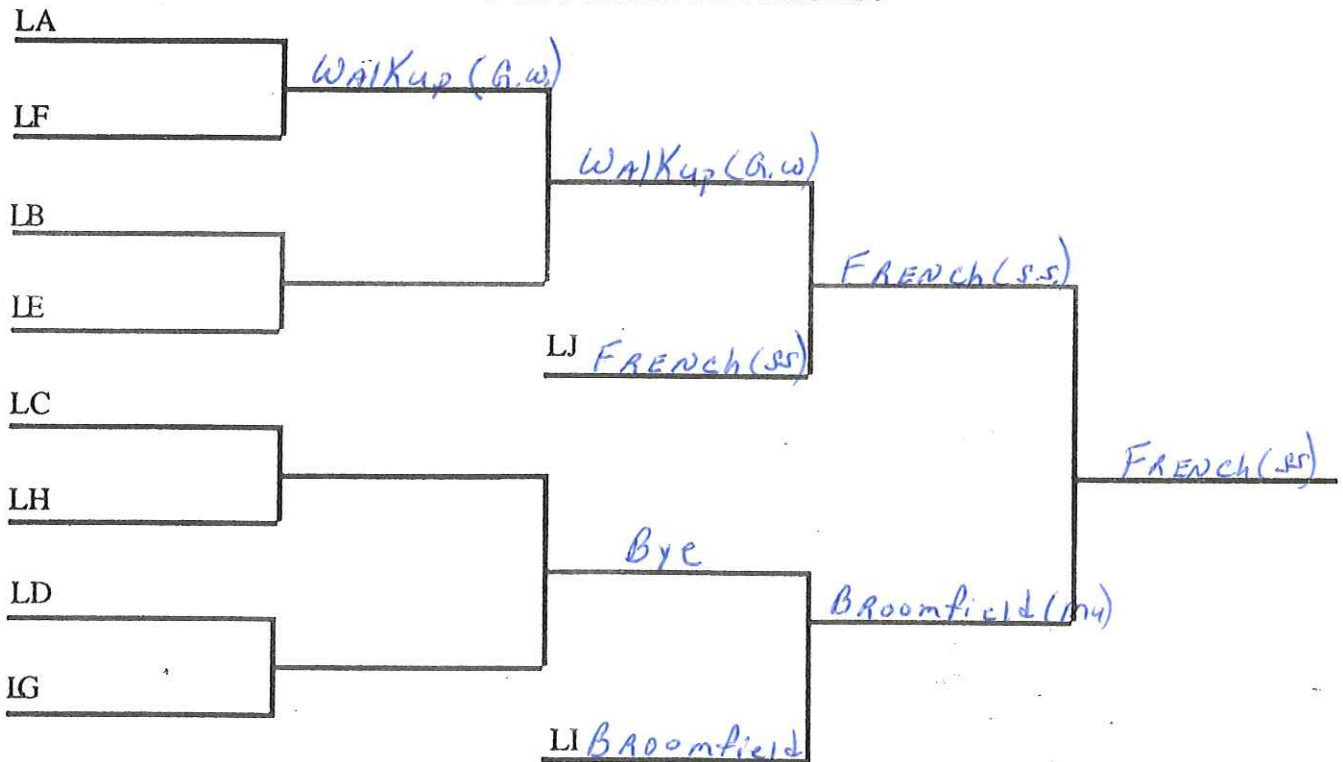 LA
WAlKup (G.W.)
LF
WAlKup (G.W)
LB
FRENCh (S.S.)
LE
LJ FRENCh (SS)
LC
FRENCh (SS)
LH
Bye
LD
BRoomfield (mu)
LG
LI BRoomfield